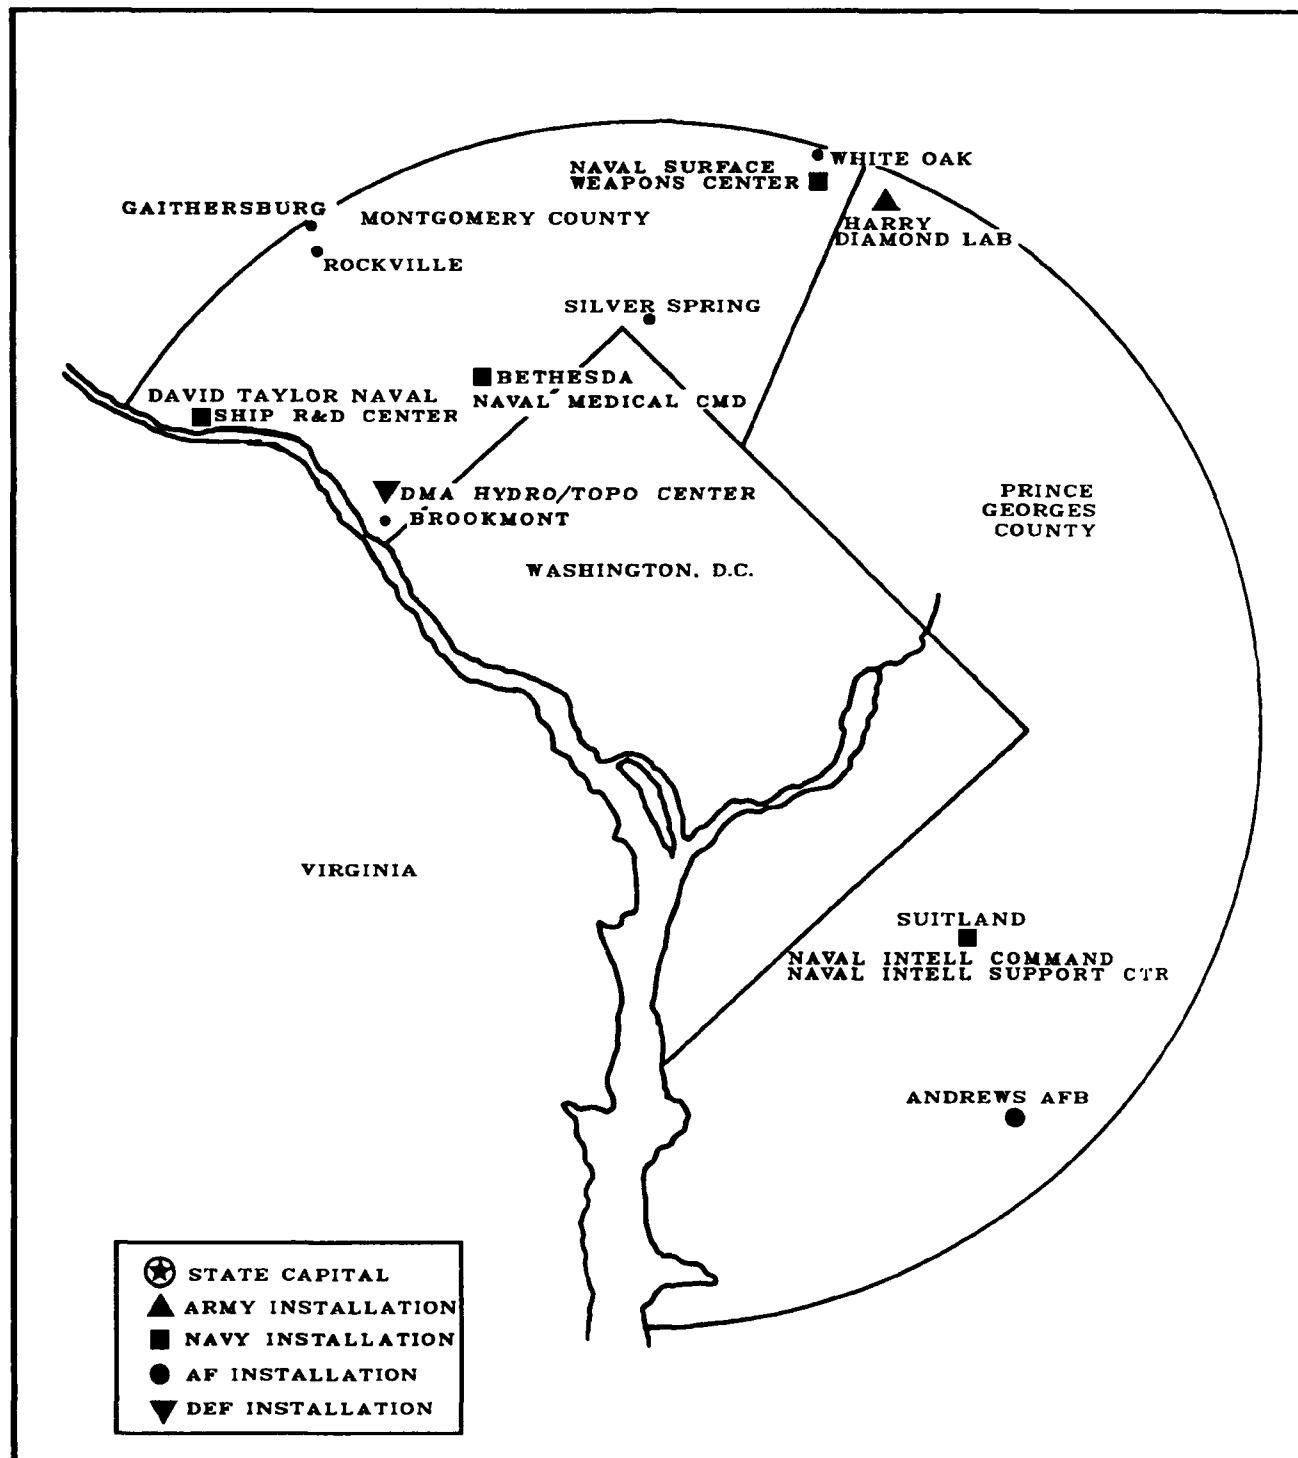 WHITE OAK
NAVAL SURFACE
WEAPONS CENTER
GAITHERSBURG
MONTGOMERY COUNTY
HARRY
DIAMOND LAB
ROCKVILLE
SILVER SPRING
BETHESDA
NAVAL MEDICAL CMD
DAVID TAYLOR NAVAL
SHIP R&D CENTER
DMA HYDRO/TOPO CENTER
BROOKMONT
PRINCE
GEORGES
COUNTY
WASHINGTON, D.C.
VIRGINIA
SUITLAND
NAVAL INTELL COMMAND
NAVAL INTELL SUPPORT CTR
ANDREWS AFB
STATE CAPITAL
ARMY INSTALLATION
NAVY INSTALLATION
AF INSTALLATION
DEF INSTALLATION